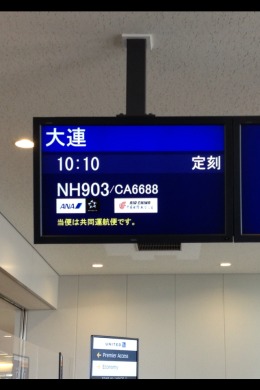 大連
10:10 定刻
NH903/CA6688
ANA
当便は共同運航便です。
UNITED
Premier Access
Economy